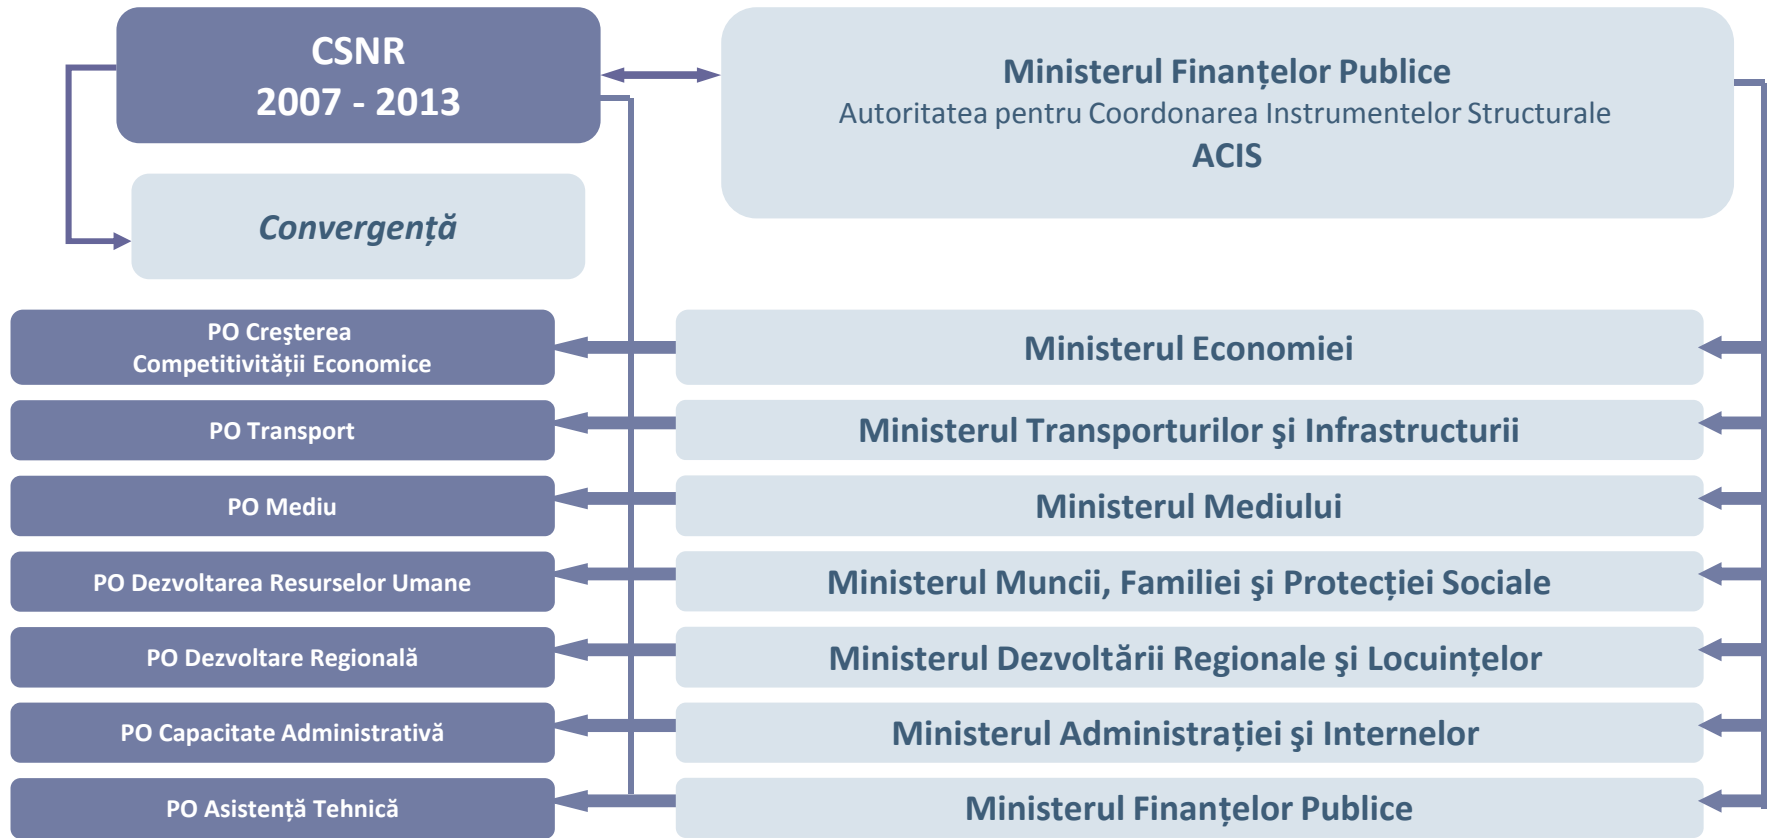 CSNR
2007 - 2013
Ministerul Finanțelor Publice
Autoritatea pentru Coordonarea Instrumentelor Structurale
ACIS
Convergență
PO Creşterea
Competitivității Economice
Ministerul Economiei
PO Transport
Ministerul Transporturilor şi Infrastructurii
PO Mediu
Ministerul Mediului
PO Dezvoltarea Resurselor Umane
Ministerul Muncii, Familiei şi Protecției Sociale
PO Dezvoltare Regională
Ministerul Dezvoltării Regionale şi Locuințelor
PO Capacitate Administrativă
Ministerul Administrației şi Internelor
PO Asistență Tehnică
Ministerul Finanțelor Publice